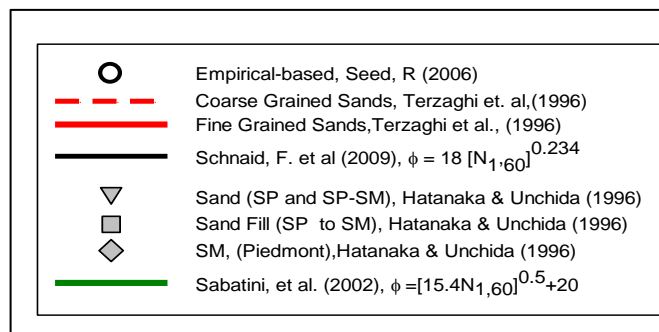 Empirical-based, Seed, R (2006)
Coarse Grained Sands, Terzaghi et. al,(1996)
Fine Grained Sands,Terzaghi et al., (1996)
Schnaid, F. et al (2009), ϕ = 18 [N1,60]^0.234
Sand (SP and SP-SM), Hatanaka & Unchida (1996)
Sand Fill (SP to SM), Hatanaka & Unchida (1996)
SM, (Piedmont),Hatanaka & Unchida (1996)
Sabatini, et al. (2002), ϕ =[15.4N1,60]^0.5+20